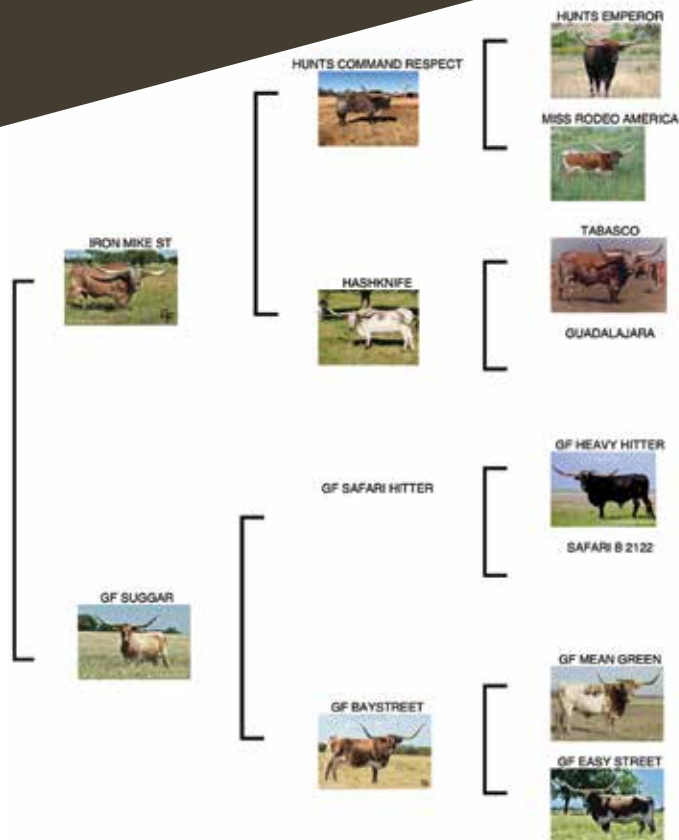 HUNTS EMPEROR
HUNTS COMMAND RESPECT
MISS RODEO AMERICA
IRON MIKE ST
TABASCO
HASHKNIFE
GUADALAJARA
GF HEAVY HITTER
GF SAFARI HITTER
SAFARI B 2122
GF SUGGAR
GF MEAN GREEN
GF BAYSTREET
GF EASY STREET